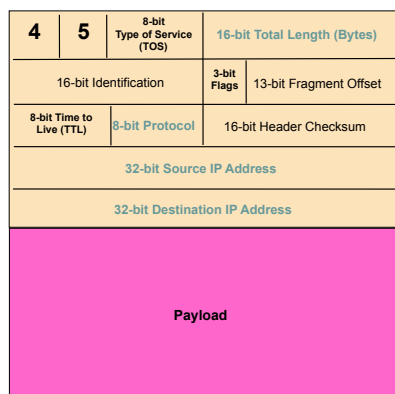 4
5
8-bit
Type of Service
(TOS)
16-bit Total Length (Bytes)
16-bit Identification
3-bit
Flags
13-bit Fragment Offset
8-bit Time to
Live (TTL)
8-bit Protocol
16-bit Header Checksum
32-bit Source IP Address
32-bit Destination IP Address
Payload